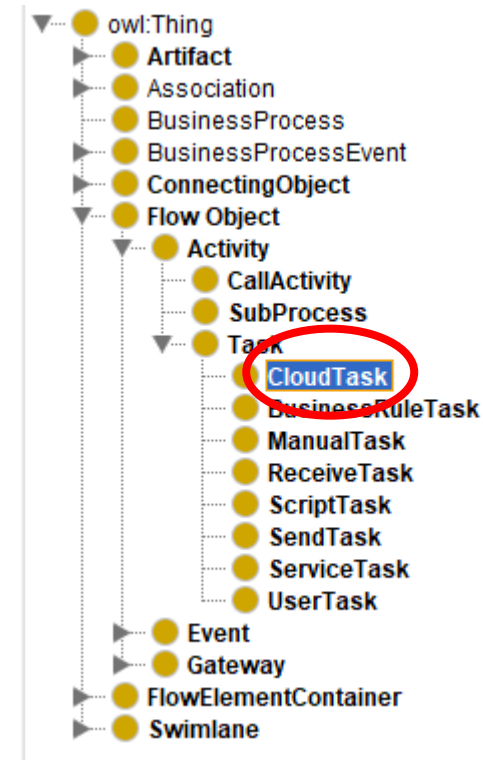 owl:Thing
Artifact
Association
BusinessProcess
BusinessProcessEvent
ConnectingObject
Flow Object
Activity
CallActivity
SubProcess
Task
CloudTask
BusinessRuleTask
ManualTask
ReceiveTask
ScriptTask
SendTask
ServiceTask
UserTask
Event
Gateway
FlowElementContainer
Swimlane